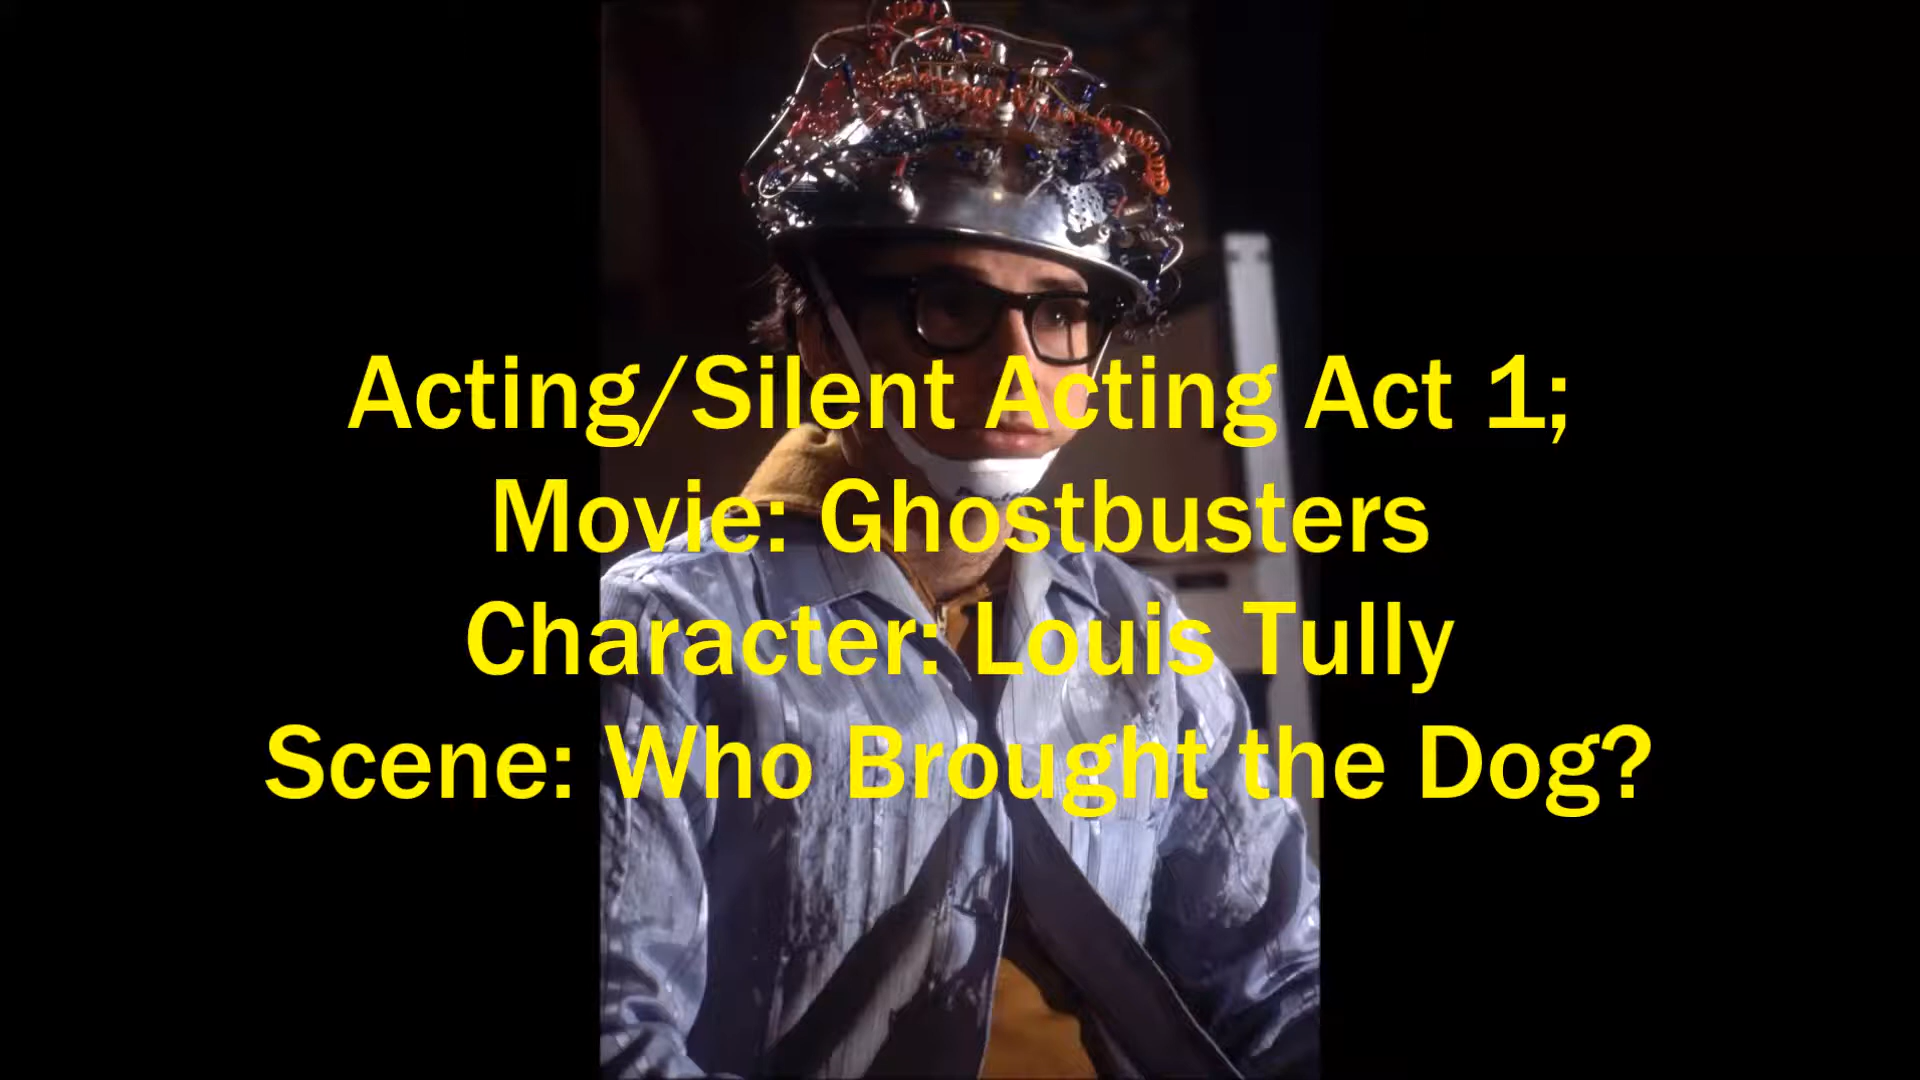 Acting/Silent Acting Act 1;
Movie: Ghostbusters
Character: Louis Tully
Scene: Who Brought the Dog?